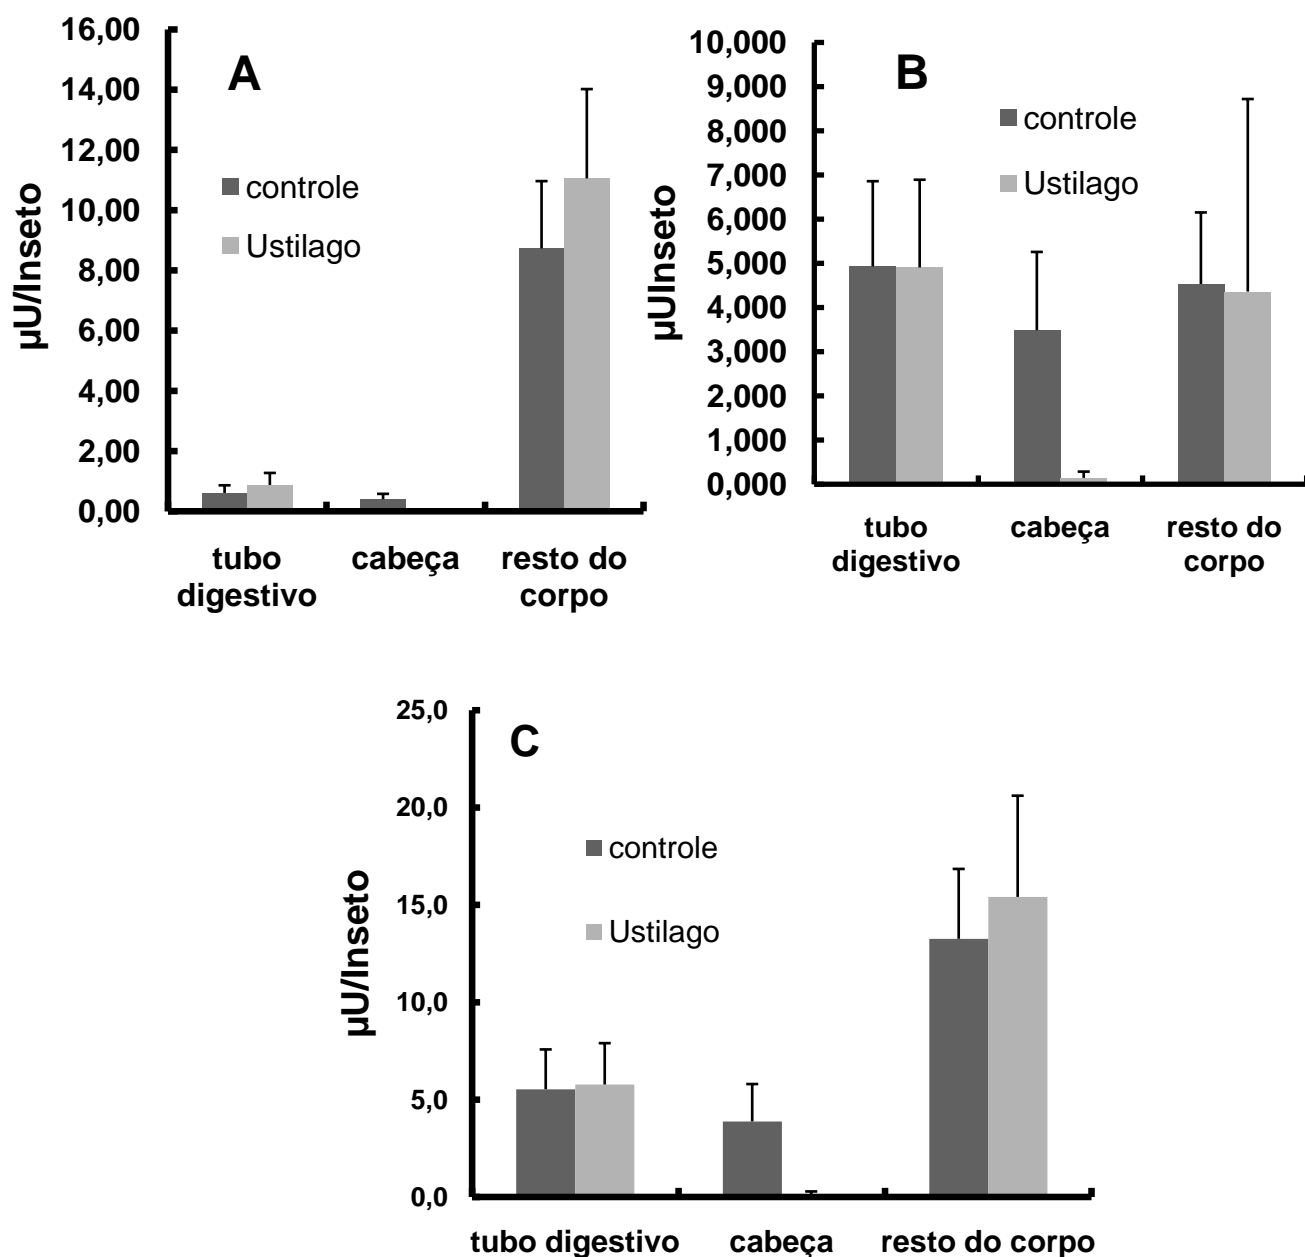 A
16,00
14,00
12,00
10,00
8,00
6,00
4,00
2,00
0,00
µU/Inseto
controle
Ustilago
tubo
digestivo
cabeça
resto do
corpo
B
10,000
9,000
8,000
7,000
6,000
5,000
4,000
3,000
2,000
1,000
0,000
µUInseto
controle
Ustilago
tubo
digestivo
cabeça
resto do
corpo
C
25,0
20,0
15,0
10,0
5,0
0,0
µU/Inseto
controle
Ustilago
tubo digestivo
cabeça
resto do corpo